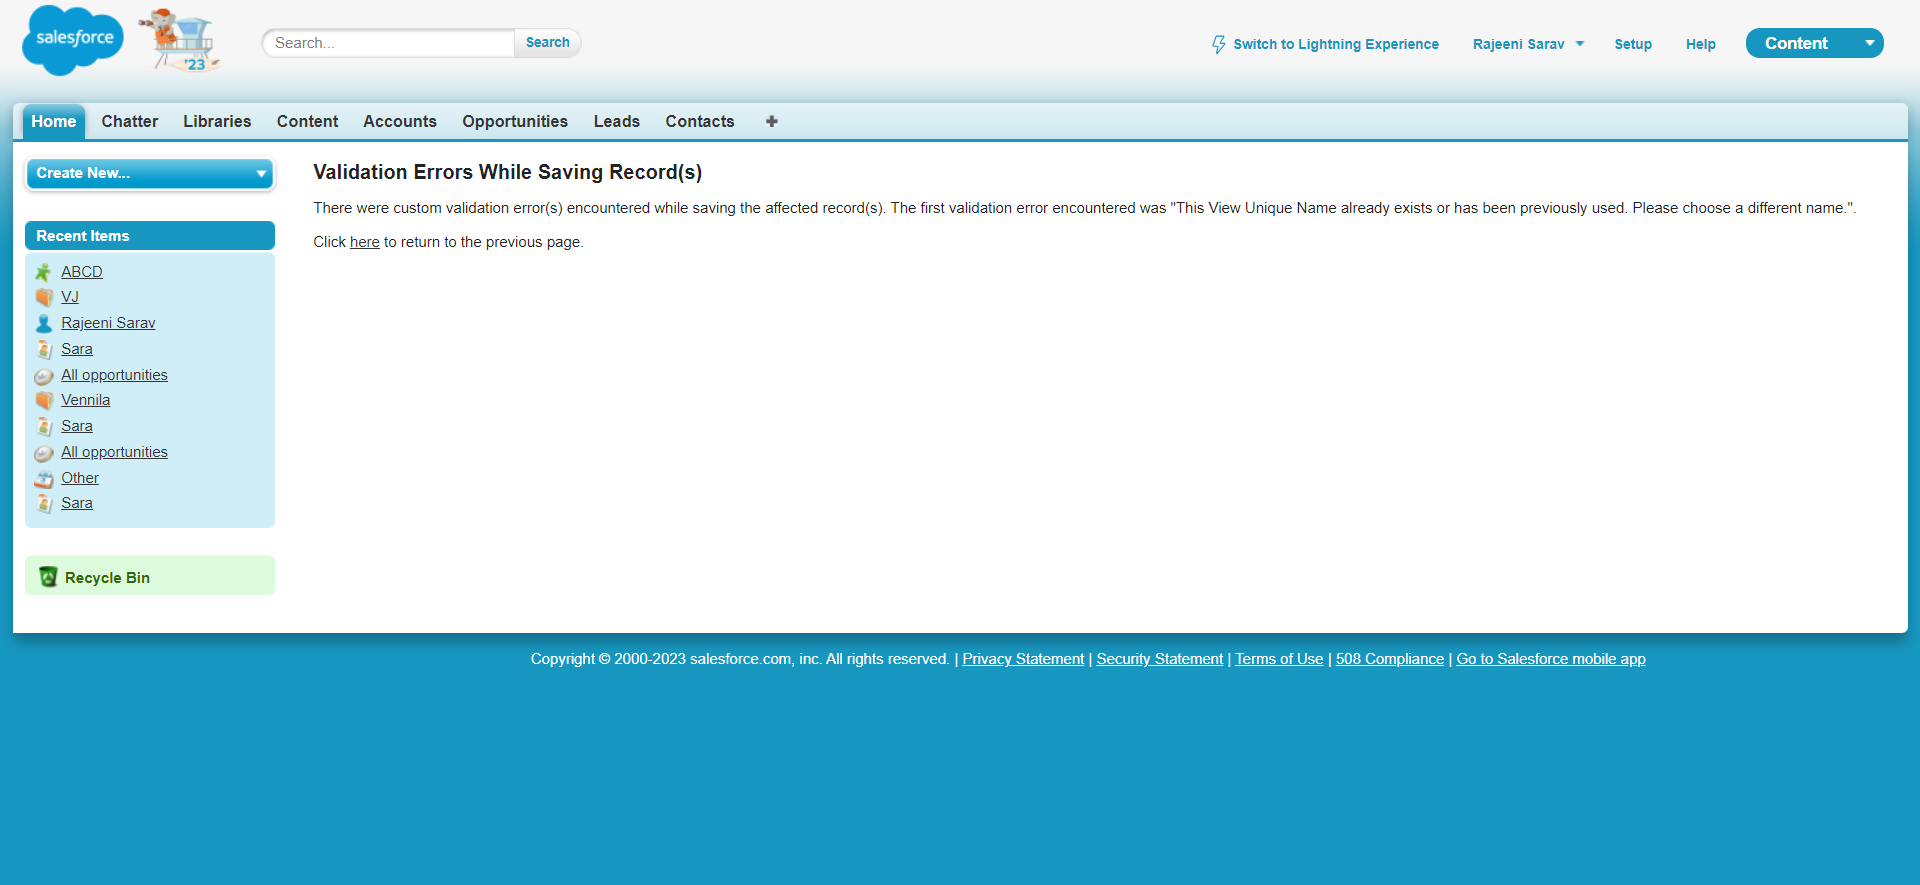 salesforce
'23
Search...
Search
Switch to Lightning Experience
Rajeeni Sarav
Setup
Help
Content
Home
Chatter
Libraries
Content
Accounts
Opportunities
Leads
Contacts
Create New...
Validation Errors While Saving Record(s)
There were custom validation error(s) encountered while saving the affected record(s). The first validation error encountered was "This View Unique Name already exists or has been previously used. Please choose a different name.".
Click here to return to the previous page.
Recent Items
ABCD
VJ
Rajeeni Sarav
Sara
All opportunities
Vennila
Sara
All opportunities
Other
Sara
Recycle Bin
Copyright © 2000-2023 salesforce.com, inc. All rights reserved. | Privacy Statement | Security Statement | Terms of Use | 508 Compliance | Go to Salesforce mobile app